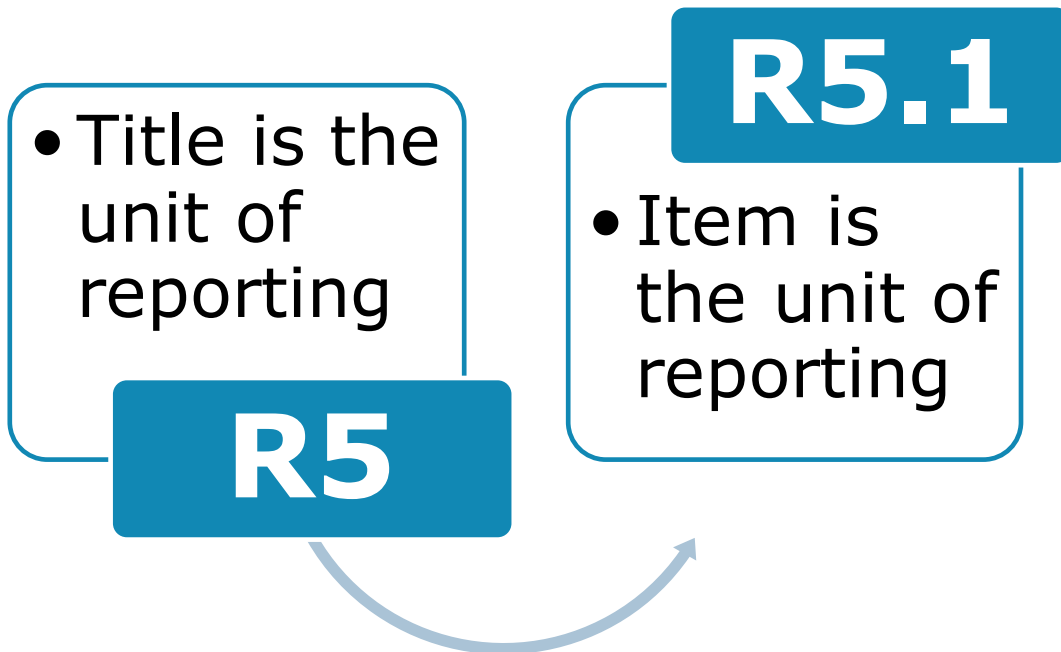 • Title is the
unit of
reporting
R5
R5.1
• Item is
the unit of
reporting